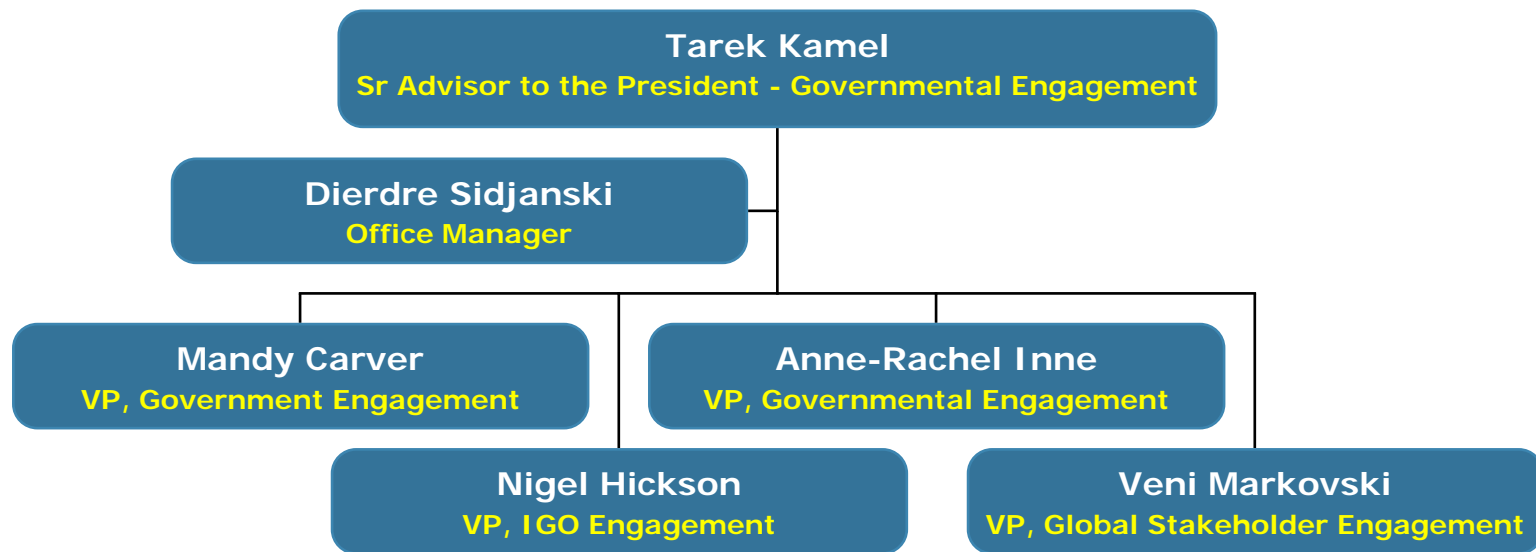 Tarek Kamel
Sr Advisor to the President - Governmental Engagement
Dierdre Sidjanski
Office Manager
Mandy Carver
VP, Government Engagement
Anne-Rachel Inne
VP, Governmental Engagement
Nigel Hickson
VP, IGO Engagement
Veni Markovski
VP, Global Stakeholder Engagement